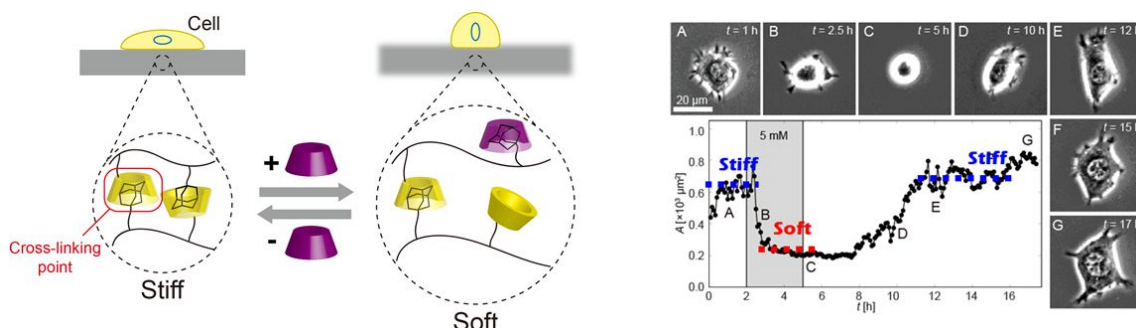 Cell
+
-
Cross-linking
point
Stiff
Soft
A
t = 1 h
20 µm
B
t = 2.5 h
C
t = 5 h
D
t = 10 h
E
t = 12 h
F
t = 15 h
G
t = 17 h
A [×10³ µm²]
1.0
0.8
0.6
0.4
0.2
0.0
5 mM
Stiff
Soft
Stiff
A
B
C
D
E
G
0
2
4
6
8
10
12
14
16
t [h]